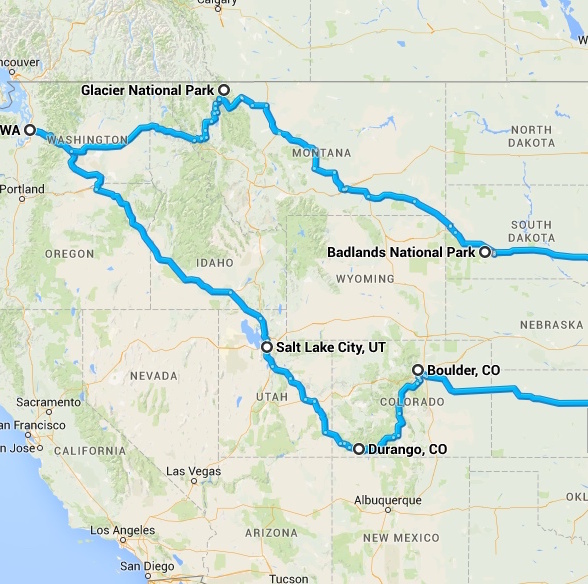 Calgary
ncouver
Glacier National Park
WA
WASHINGTON
NORTH
DAKOTA
MONTANA
Portland
SOUTH
DAKOTA
Badlands National Park
OREGON
IDAHO
WYOMING
NEBRASKA
Salt Lake City, UT
Boulder, CO
NEVADA
UTAH
COLORADO
Sacramento
an Francisco
n Jose
CALIFORNIA
Durango, CO
Las Vegas
Albuquerque
OKL
Los Angeles
ARIZONA
NEW MEXICO
San Diego
Tucson